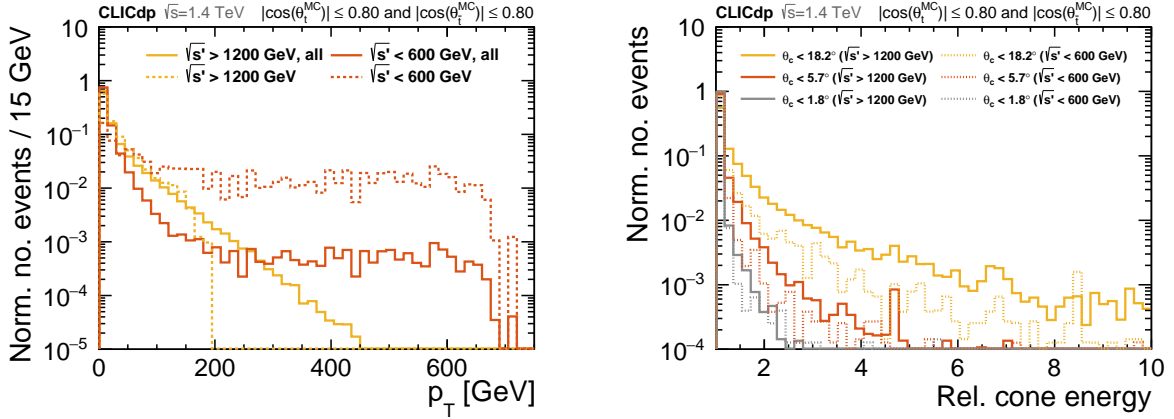 CLICdp √s=1.4 TeV |cos(θ_t^MC)| ≤ 0.80 and |cos(θ_t̄^MC)| ≤ 0.80
Norm. no. events / 15 GeV
10
1
10⁻¹
10⁻²
10⁻³
10⁻⁴
10⁻⁵
√s' > 1200 GeV, all
√s' < 600 GeV, all
√s' > 1200 GeV
√s' < 600 GeV
0 200 400 600
p_T [GeV]
CLICdp √s=1.4 TeV |cos(θ_t^MC)| ≤ 0.80 and |cos(θ_t̄^MC)| ≤ 0.80
Norm. no. events
10
1
10⁻¹
10⁻²
10⁻³
10⁻⁴
θ_c < 18.2° (√s' > 1200 GeV)
θ_c < 18.2° (√s' < 600 GeV)
θ_c < 5.7° (√s' > 1200 GeV)
θ_c < 5.7° (√s' < 600 GeV)
θ_c < 1.8° (√s' > 1200 GeV)
θ_c < 1.8° (√s' < 600 GeV)
2 4 6 8 10
Rel. cone energy